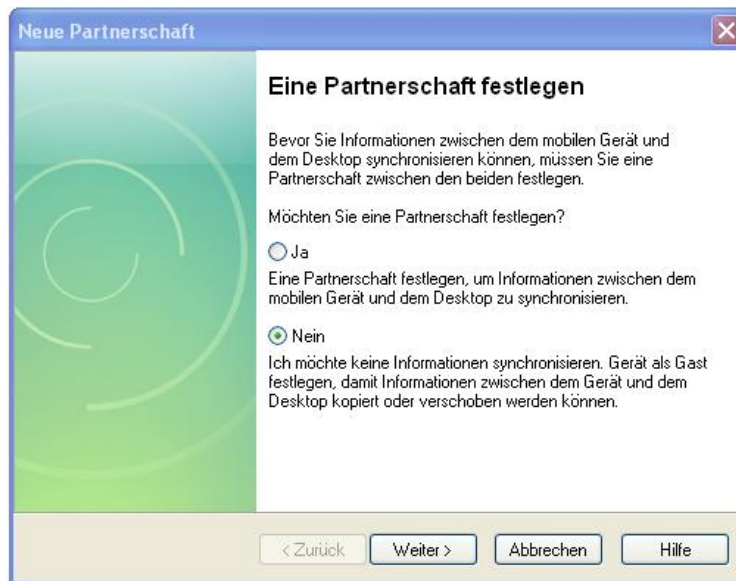 Neue Partnerschaft
Eine Partnerschaft festlegen
Bevor Sie Informationen zwischen dem mobilen Gerät und
dem Desktop synchronisieren können, müssen Sie eine
Partnerschaft zwischen den beiden festlegen.
Möchten Sie eine Partnerschaft festlegen?
Ja
Eine Partnerschaft festlegen, um Informationen zwischen dem
mobilen Gerät und dem Desktop zu synchronisieren.
Nein
Ich möchte keine Informationen synchronisieren. Gerät als Gast
festlegen, damit Informationen zwischen dem Gerät und dem
Desktop kopiert oder verschoben werden können.
< Zurück Weiter > Abbrechen Hilfe